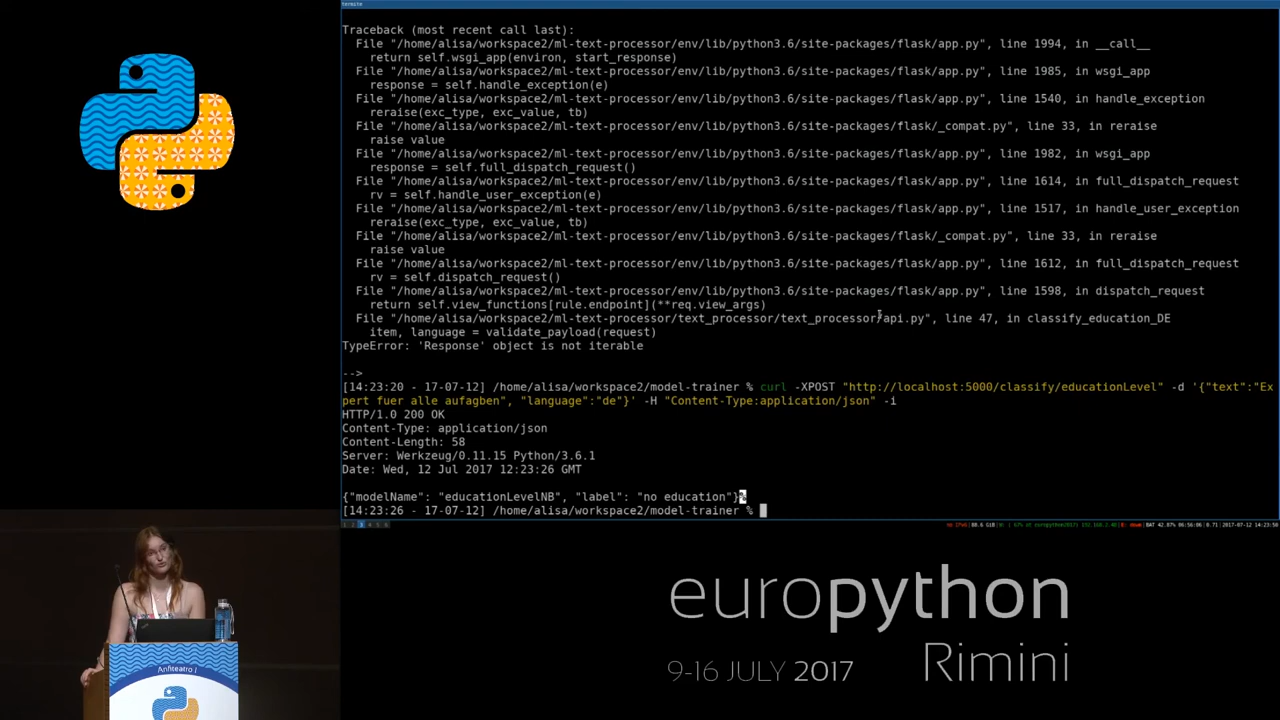 termite
Traceback (most recent call last):
File "/home/alisa/workspace2/ml-text-processor/env/lib/python3.6/site-packages/flask/app.py", line 1994, in __call__
return self.wsgi_app(environ, start_response)
File "/home/alisa/workspace2/ml-text-processor/env/lib/python3.6/site-packages/flask/app.py", line 1985, in wsgi_app
response = self.handle_exception(e)
File "/home/alisa/workspace2/ml-text-processor/env/lib/python3.6/site-packages/flask/app.py", line 1540, in handle_exception
reraise(exc_type, exc_value, tb)
File "/home/alisa/workspace2/ml-text-processor/env/lib/python3.6/site-packages/flask/_compat.py", line 33, in reraise
raise value
File "/home/alisa/workspace2/ml-text-processor/env/lib/python3.6/site-packages/flask/app.py", line 1982, in wsgi_app
response = self.full_dispatch_request()
File "/home/alisa/workspace2/ml-text-processor/env/lib/python3.6/site-packages/flask/app.py", line 1614, in full_dispatch_request
rv = self.handle_user_exception(e)
File "/home/alisa/workspace2/ml-text-processor/env/lib/python3.6/site-packages/flask/app.py", line 1517, in handle_user_exception
reraise(exc_type, exc_value, tb)
File "/home/alisa/workspace2/ml-text-processor/env/lib/python3.6/site-packages/flask/_compat.py", line 33, in reraise
raise value
File "/home/alisa/workspace2/ml-text-processor/env/lib/python3.6/site-packages/flask/app.py", line 1612, in full_dispatch_request
rv = self.dispatch_request()
File "/home/alisa/workspace2/ml-text-processor/env/lib/python3.6/site-packages/flask/app.py", line 1598, in dispatch_request
return self.view_functions[rule.endpoint](**req.view_args)
File "/home/alisa/workspace2/ml-text-processor/text_processor/text_processor/api.py", line 47, in classify_education_DE
item, language = validate_payload(request)
TypeError: 'Response' object is not iterable
-->
[14:23:20 - 17-07-12] /home/alisa/workspace2/model-trainer % curl -XPOST "http://localhost:5000/classify/educationLevel" -d '{"text":"Ex
pert fuer alle aufagben", "language":"de"}' -H "Content-Type:application/json" -i
HTTP/1.0 200 OK
Content-Type: application/json
Content-Length: 58
Server: Werkzeug/0.11.15 Python/3.6.1
Date: Wed, 12 Jul 2017 12:23:26 GMT
{"modelName": "educationLevelNB", "label": "no education"}%
[14:23:26 - 17-07-12] /home/alisa/workspace2/model-trainer %
Anfiteatro 1
europython
9-16 JULY 2017 Rimini